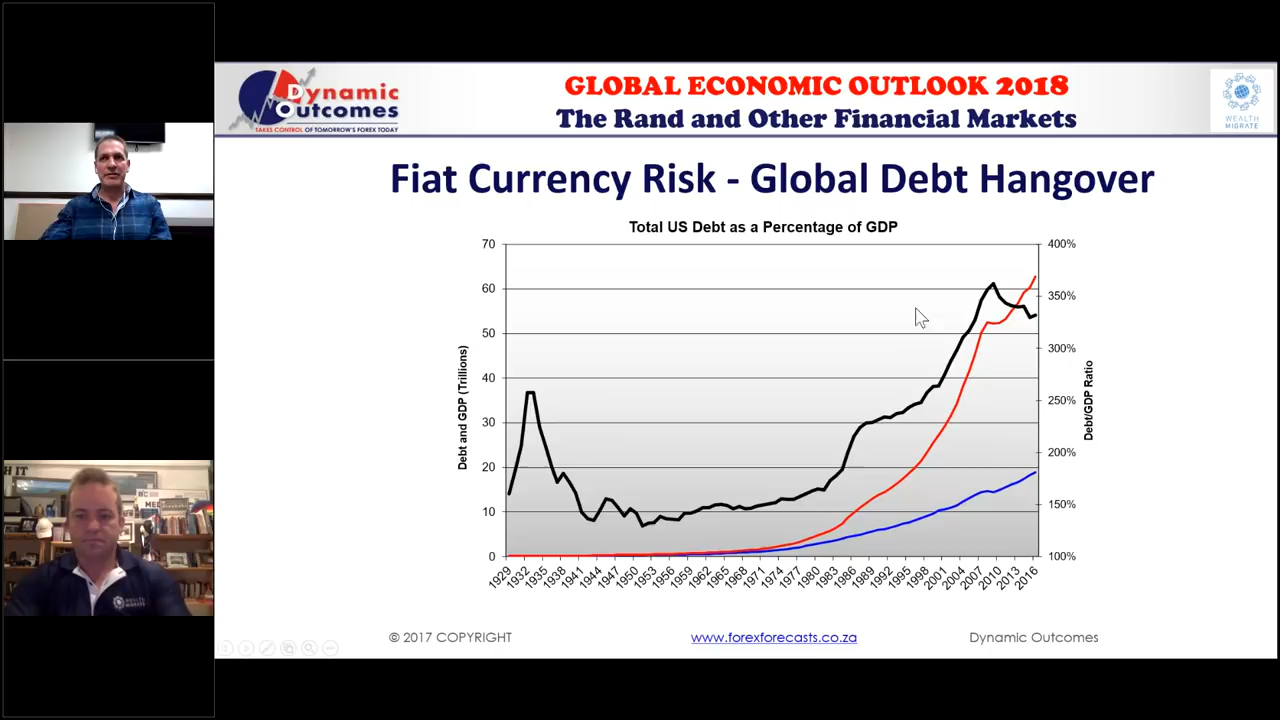 Dynamic
Outcomes
TAKES CONTROL OF TOMORROW'S FOREX TODAY
GLOBAL ECONOMIC OUTLOOK 2018
The Rand and Other Financial Markets
WEALTH
MIGRATE
Fiat Currency Risk - Global Debt Hangover
Total US Debt as a Percentage of GDP
70
60
50
40
30
20
10
0
Debt and GDP (Trillions)
400%
350%
300%
250%
200%
150%
100%
Debt/GDP Ratio
1929
1932
1935
1938
1941
1944
1947
1950
1953
1956
1959
1962
1965
1968
1971
1974
1977
1980
1983
1986
1989
1992
1995
1998
2001
2004
2007
2010
2013
2016
© 2017 COPYRIGHT
www.forexforecasts.co.za
Dynamic Outcomes
H IT
WEALTH
MIGRATE